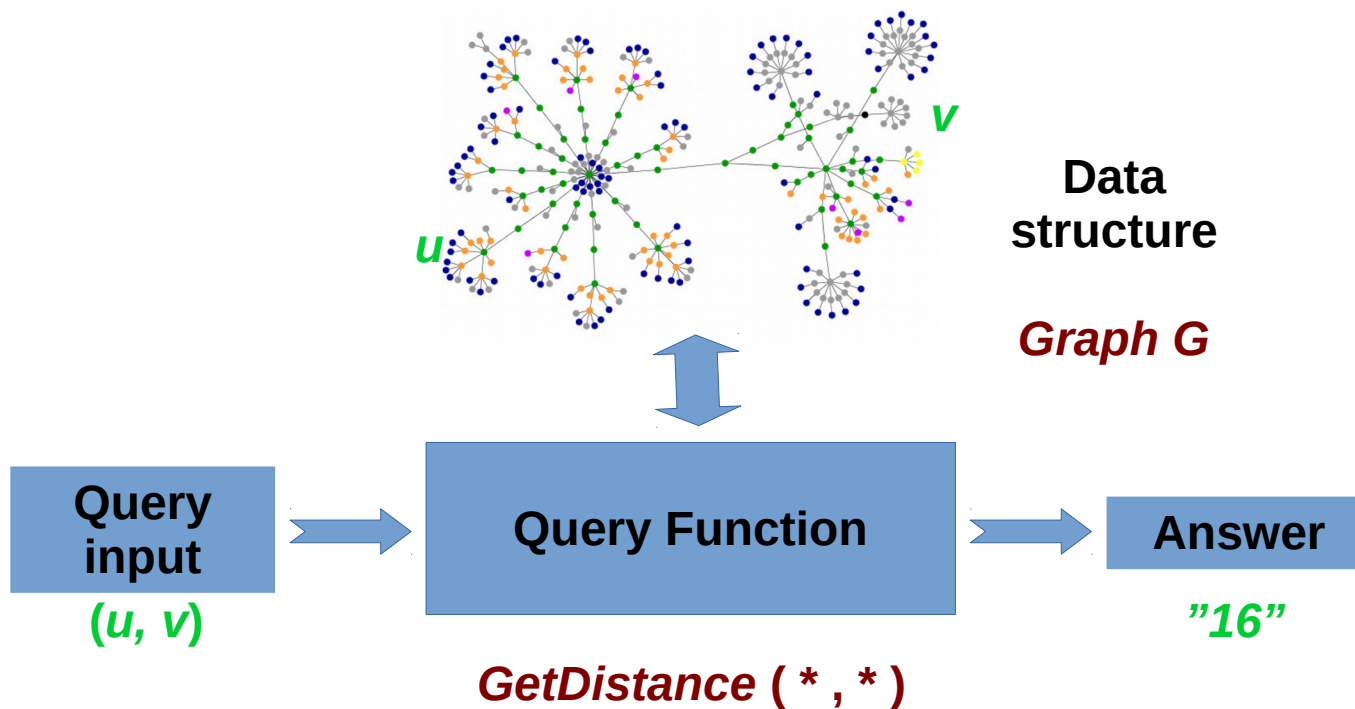 v
u
Data
structure
Graph G
Query
input
(u, v)
Query Function
GetDistance ( * , * )
Answer
”16”